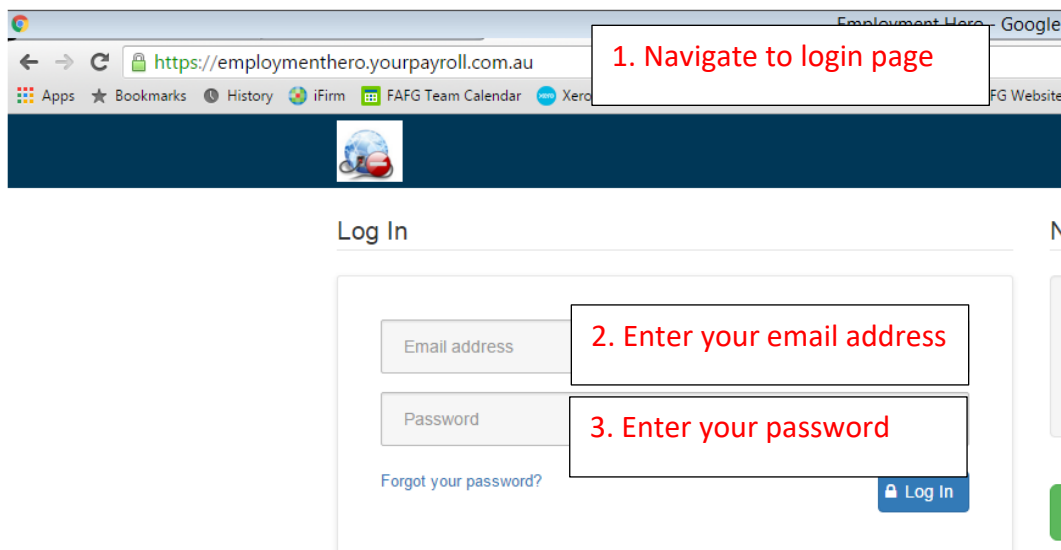 Employment Hero - Google
1. Navigate to login page
https://employmenthero.yourpayroll.com.au
Apps Bookmarks History iFirm FAFG Team Calendar Xero FG Website
Log In
N
2. Enter your email address
Email address
3. Enter your password
Password
Forgot your password?
Log In